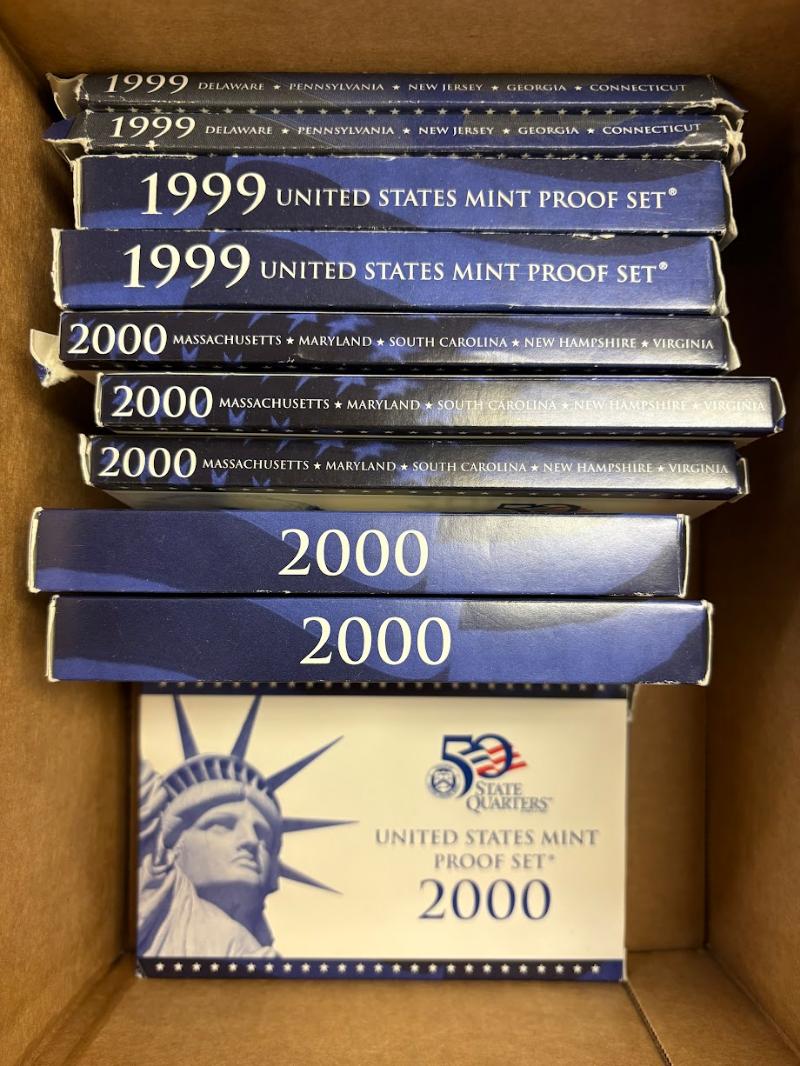 1999 DELAWARE ★ PENNSYLVANIA ★ NEW JERSEY ★ GEORGIA ★ CONNECTICUT
1999 DELAWARE ★ PENNSYLVANIA ★ NEW JERSEY ★ GEORGIA ★ CONNECTICUT
1999 UNITED STATES MINT PROOF SET®
1999 UNITED STATES MINT PROOF SET®
2000 MASSACHUSETTS ★ MARYLAND ★ SOUTH CAROLINA ★ NEW HAMPSHIRE ★ VIRGINIA
2000 MASSACHUSETTS ★ MARYLAND ★ SOUTH CAROLINA ★ NEW HAMPSHIRE ★ VIRGINIA
2000 MASSACHUSETTS ★ MARYLAND ★ SOUTH CAROLINA ★ NEW HAMPSHIRE ★ VIRGINIA
2000
2000
50
STATE
QUARTERS™
UNITED STATES MINT
PROOF SET®
2000